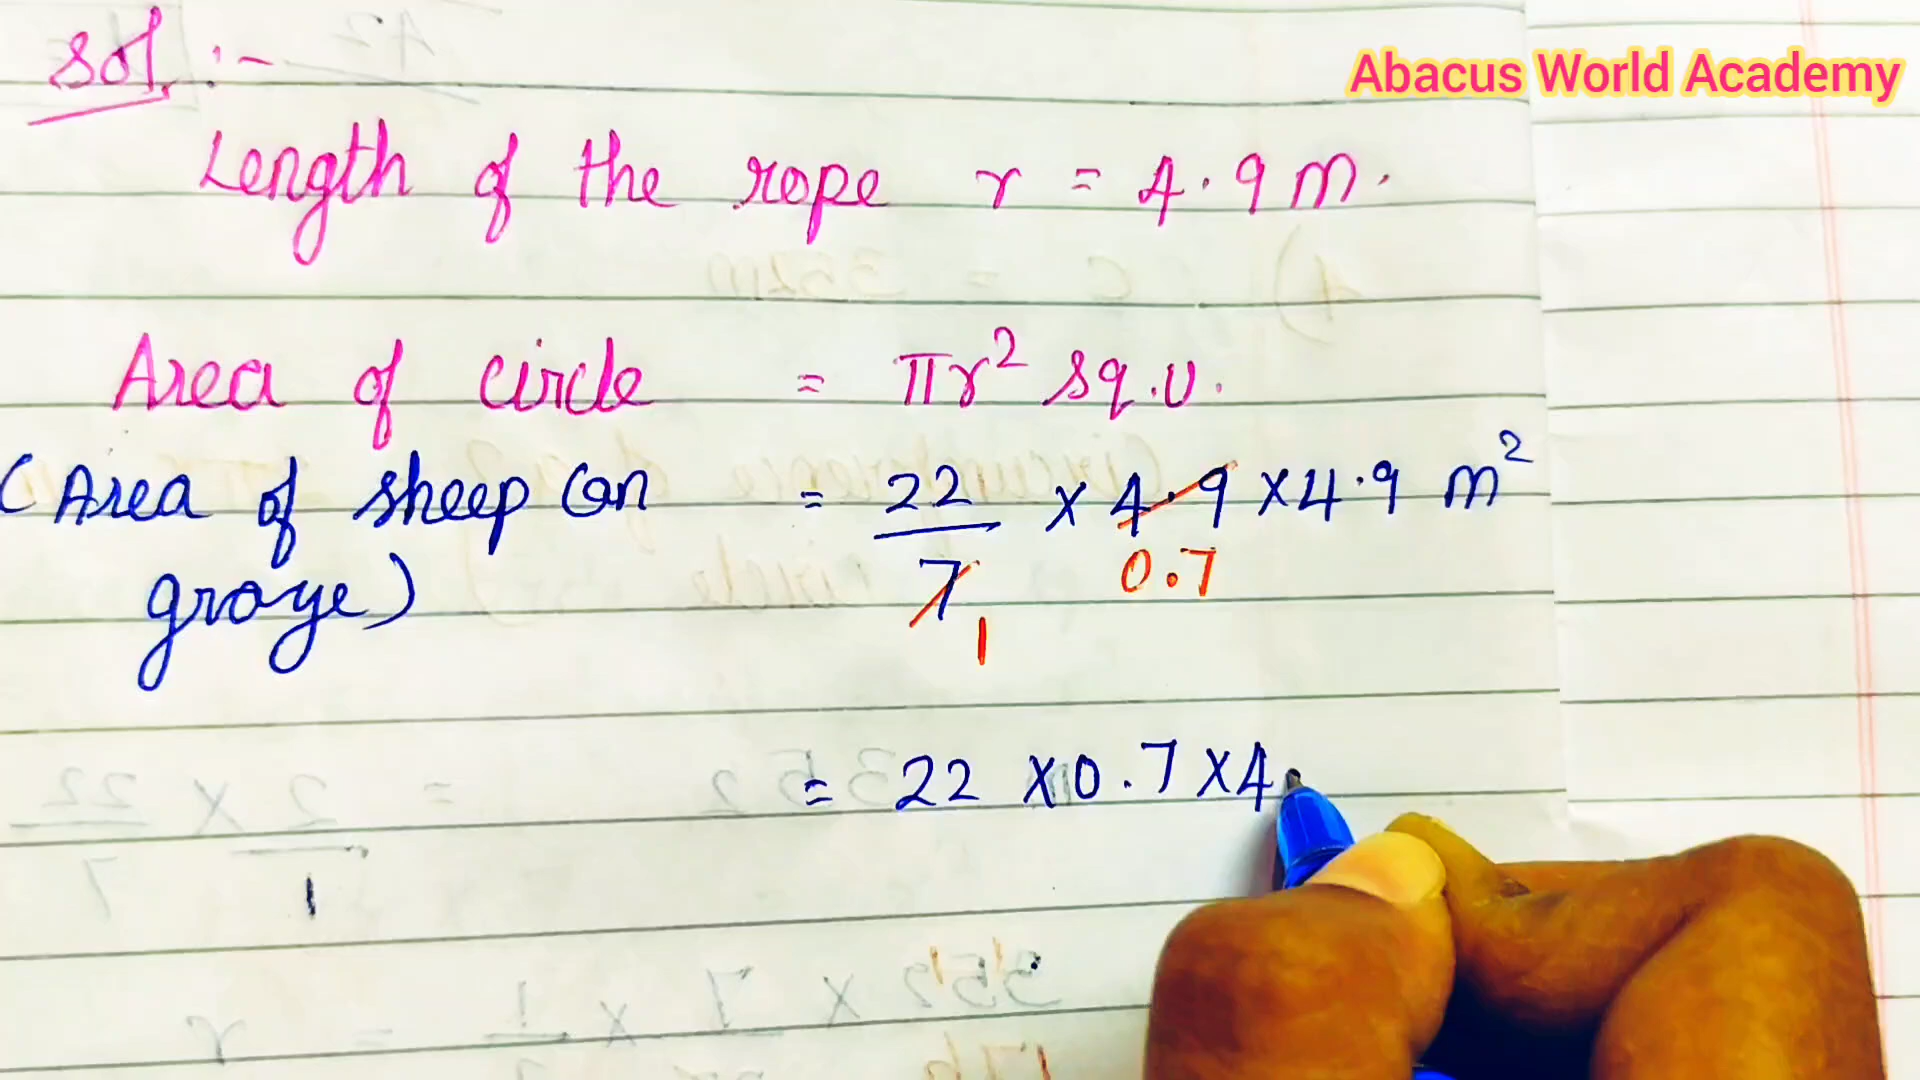 Abacus World Academy
Sol :-
Length of the rope r = 4.9 m.
Area of circle = πr² sq.u.
(Area of sheep can = 22/7 × 4.9 × 4.9 m²
0.7
graze)
1
= 22 × 0.7 × 4.